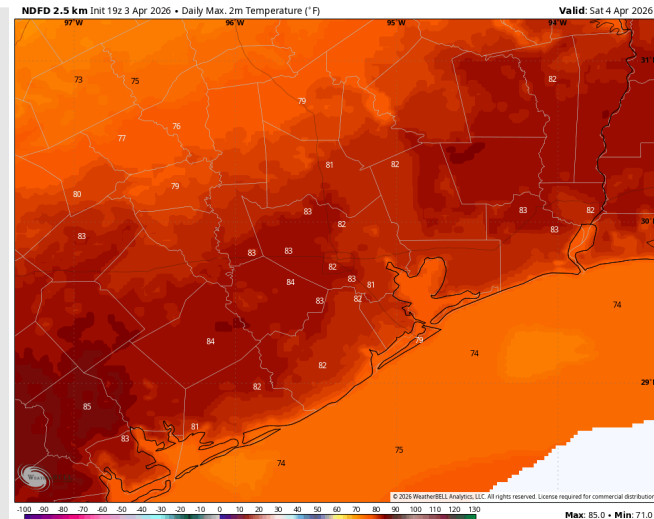 NDFD 2.5 km Init 19z 3 Apr 2026 • Daily Max. 2m Temperature (°F)
Valid: Sat 4 Apr 2026
97°W 96°W 95°W 94°W
31°
73 75 82
79
76
77
81 82
79
80
83 83 82
82
83 83
83 83
30°
82
84 83 81
83 82
74
84 79
74
82
29°
82
85
81
83
75
74
© 2026 WeatherBELL Analytics, LLC. All rights reserved. License required for commercial distribution
-100 -90 -80 -70 -60 -50 -40 -30 -20 -10 0 10 20 30 40 50 60 70 80 90 100 110 120 130
Max: 85.0 • Min: 71.0